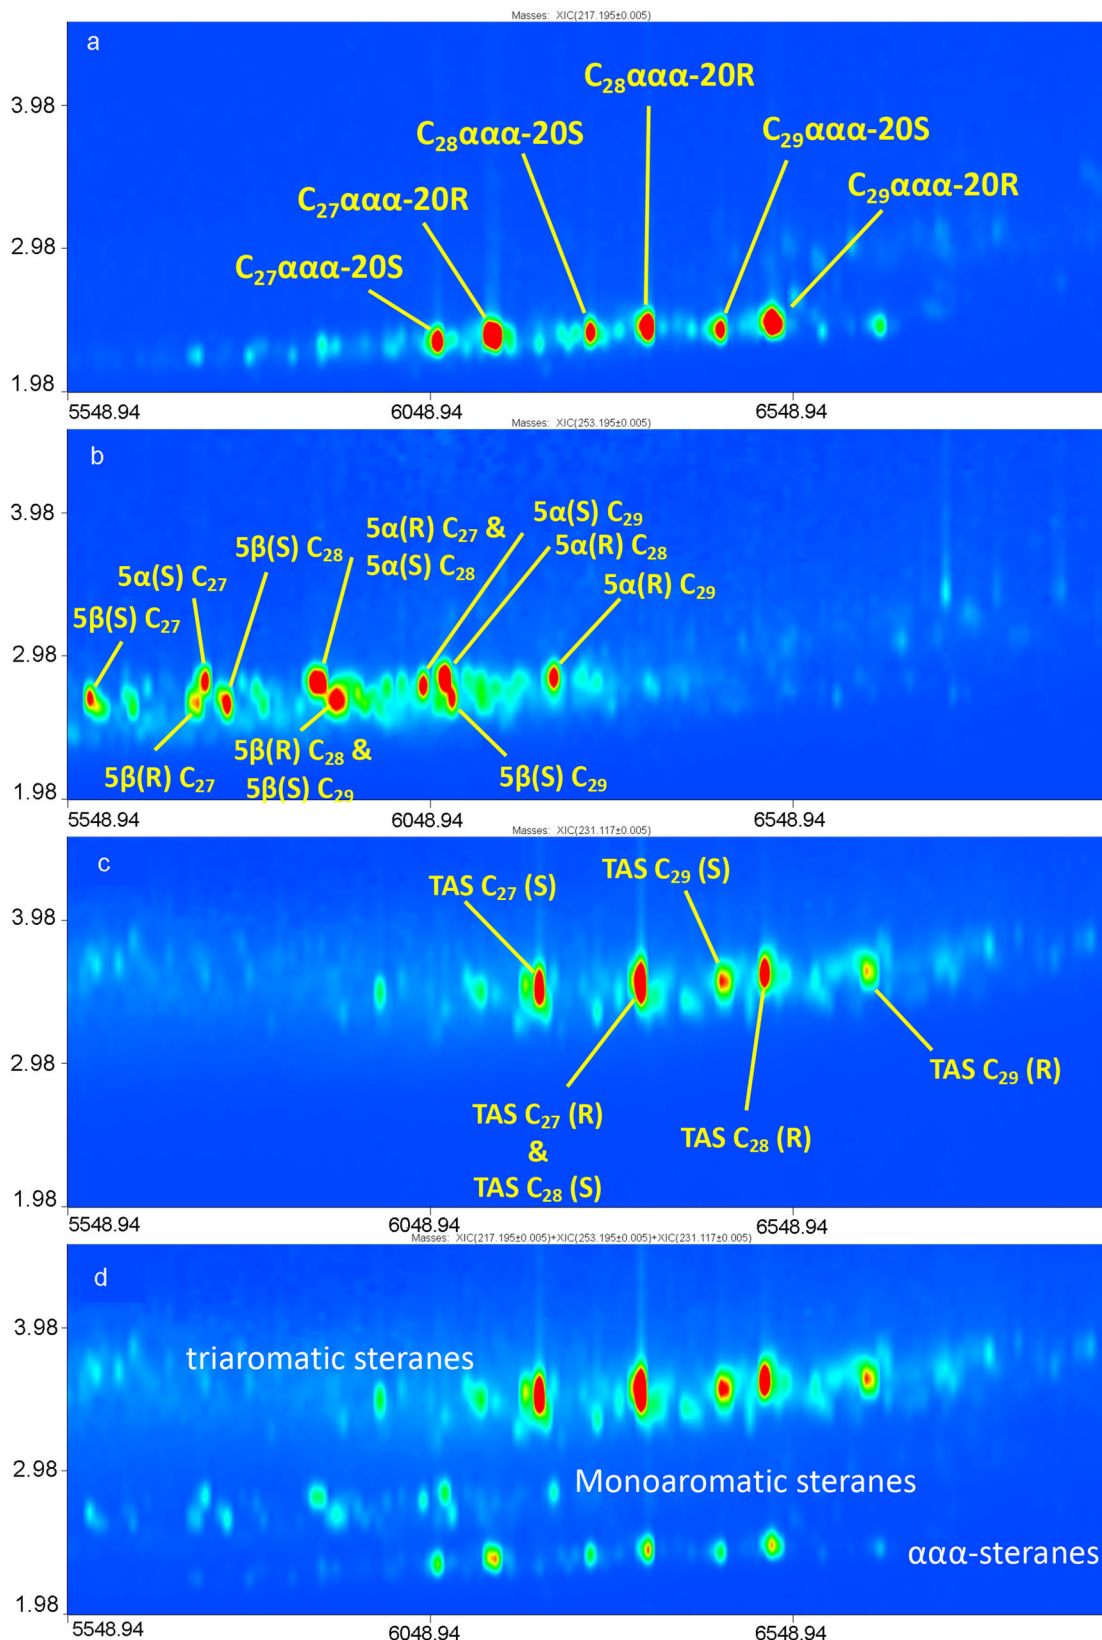 Masses: XIC(217.195±0.005)
a
C₂₈ααα-20R
C₂₈ααα-20S
C₂₉ααα-20S
C₂₇ααα-20R
C₂₉ααα-20R
C₂₇ααα-20S
3.98
2.98
1.98
5548.94
6048.94
6548.94
Masses: XIC(253.195±0.005)
b
3.98
2.98
1.98
5α(R) C₂₇ &
5α(S) C₂₈
5α(S) C₂₉
5α(R) C₂₈
5β(S) C₂₈
5α(S) C₂₇
5α(R) C₂₉
5β(S) C₂₇
5β(R) C₂₇
5β(R) C₂₈ &
5β(S) C₂₉
5β(S) C₂₉
5548.94
6048.94
6548.94
Masses: XIC(231.117±0.005)
c
TAS C₂₇ (S)
TAS C₂₉ (S)
3.98
2.98
1.98
TAS C₂₉ (R)
TAS C₂₇ (R)
&
TAS C₂₈ (S)
TAS C₂₈ (R)
5548.94
6048.94
6548.94
Masses: XIC(217.195±0.005)+XIC(253.195±0.005)+XIC(231.117±0.005)
d
3.98
triaromatic steranes
2.98
Monoaromatic steranes
ααα-steranes
1.98
5548.94
6048.94
6548.94